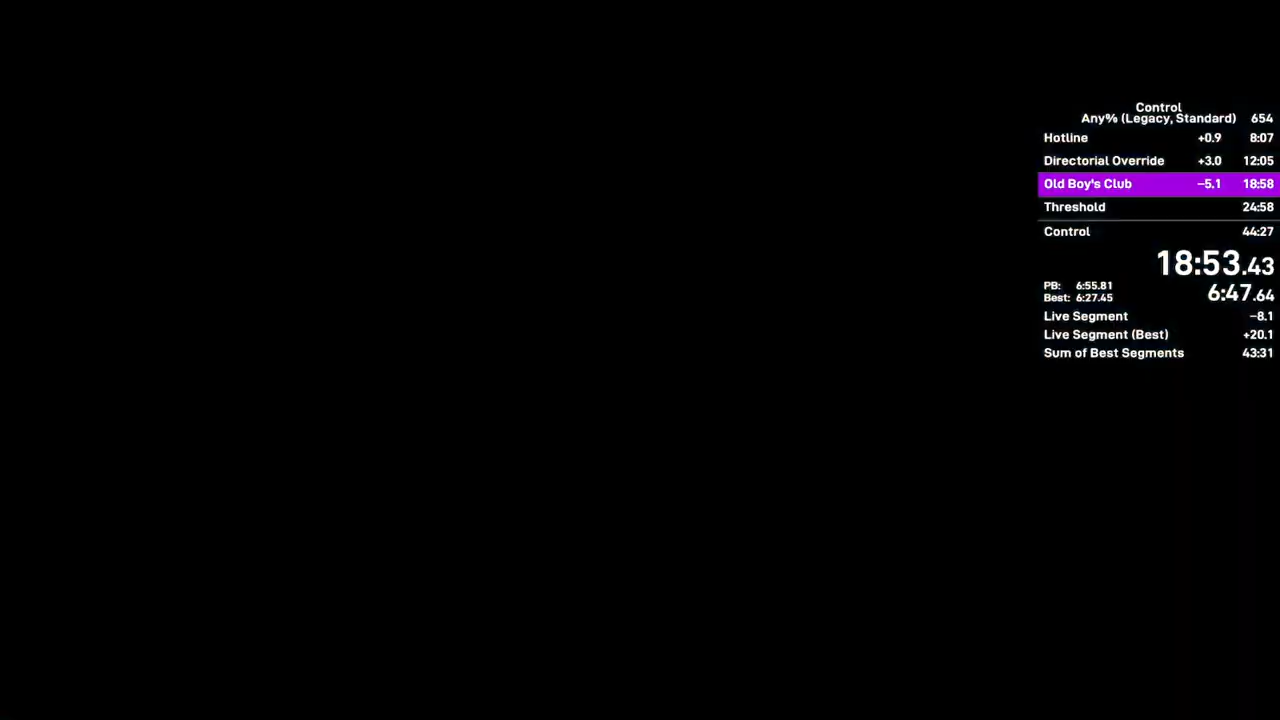 Control
Any% (Legacy, Standard) 654
Hotline +0.9 8:07
Directorial Override +3.0 12:05
Old Boy's Club −5.1 18:58
Threshold 24:58
Control 44:27
18:53.43
PB: 6:55.81
Best: 6:27.45
6:47.64
Live Segment −8.1
Live Segment (Best) +20.1
Sum of Best Segments 43:31